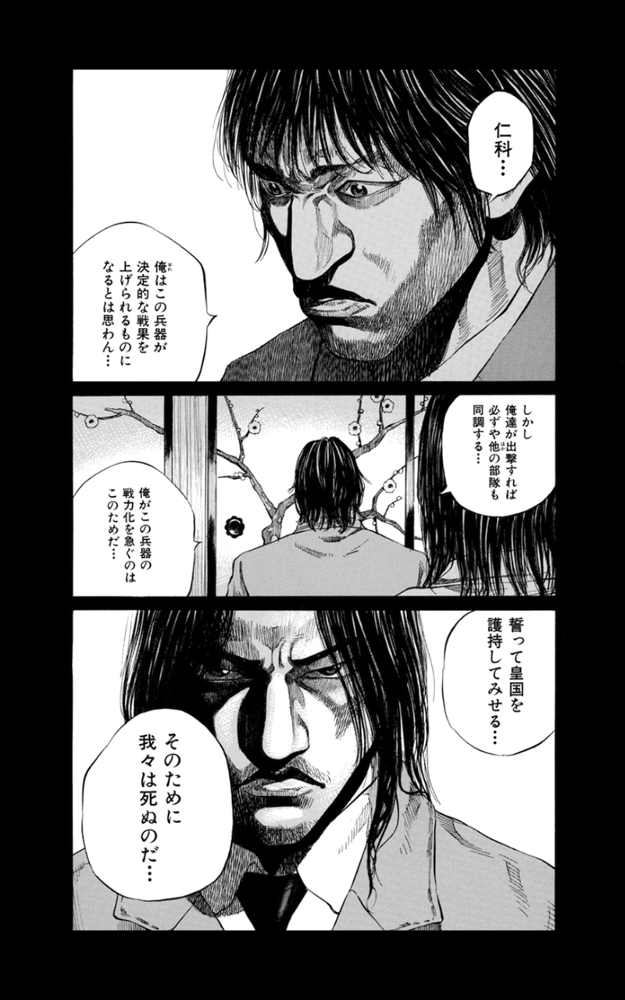 仁科…
俺はこの兵器が
決定的な戦果を
上げられるものに
なるとは思わん…
しかし
俺達が出撃すれば
必ずや他の部隊も
同調する…
俺がこの兵器の
戦力化を急ぐのは
このためだ…
誓って皇国を
護持してみせる…
そのために
我々は死ぬのだ…